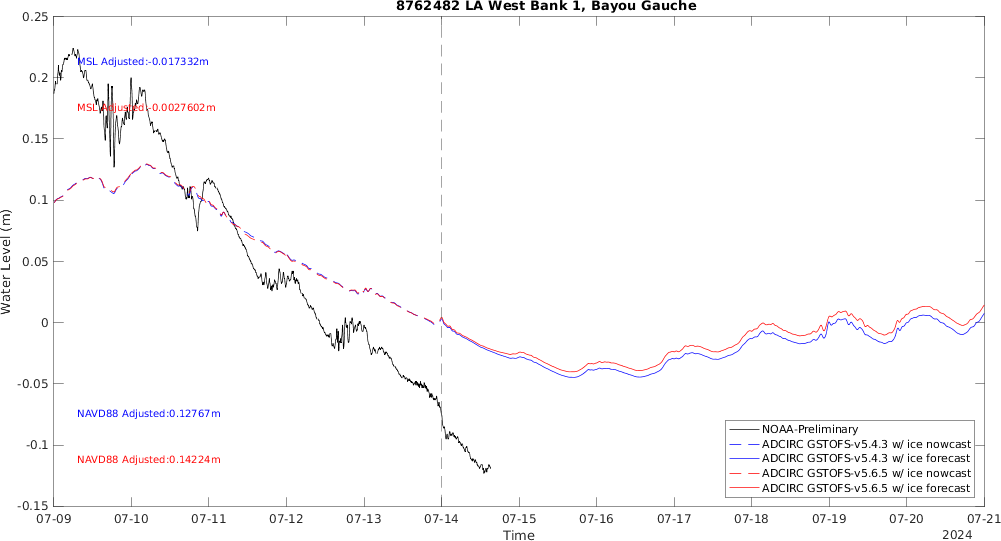 8762482 LA West Bank 1, Bayou Gauche
0.25
0.2
0.15
0.1
0.05
0
-0.05
-0.1
-0.15
Water Level (m)
MSL Adjusted:-0.017332m
MSL Adjusted:-0.0027602m
NAVD88 Adjusted:0.12767m
NAVD88 Adjusted:0.14224m
NOAA-Preliminary
ADCIRC GSTOFS-v5.4.3 w/ ice nowcast
ADCIRC GSTOFS-v5.4.3 w/ ice forecast
ADCIRC GSTOFS-v5.6.5 w/ ice nowcast
ADCIRC GSTOFS-v5.6.5 w/ ice forecast
07-09 07-10 07-11 07-12 07-13 07-14 07-15 07-16 07-17 07-18 07-19 07-20 07-21
Time
2024